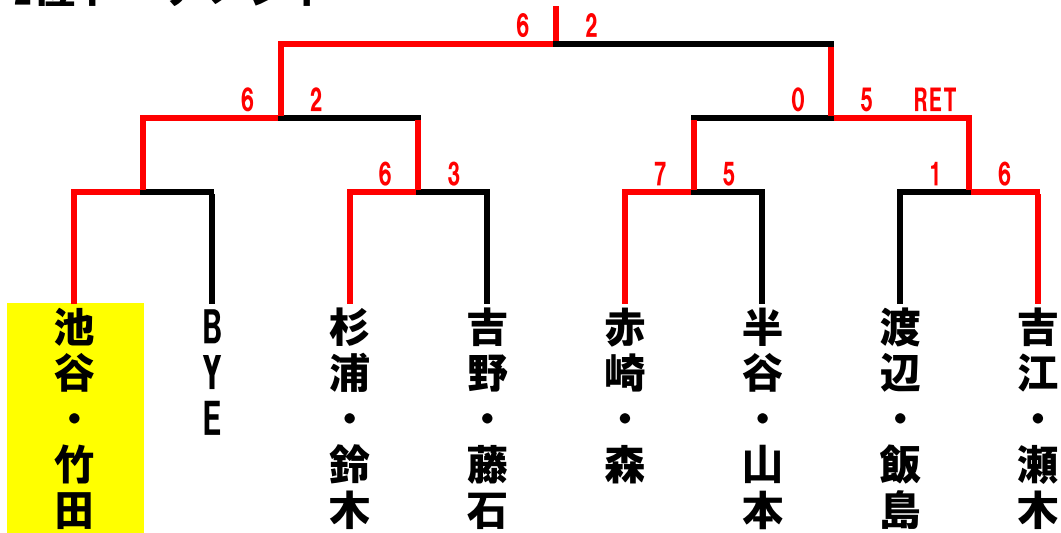 6 2
6 2
0 5 RET
6 3
7 5
1 6
池谷・竹田
BYE
杉浦・鈴木
吉野・藤石
赤崎・森
半谷・山本
渡辺・飯島
吉江・瀬木